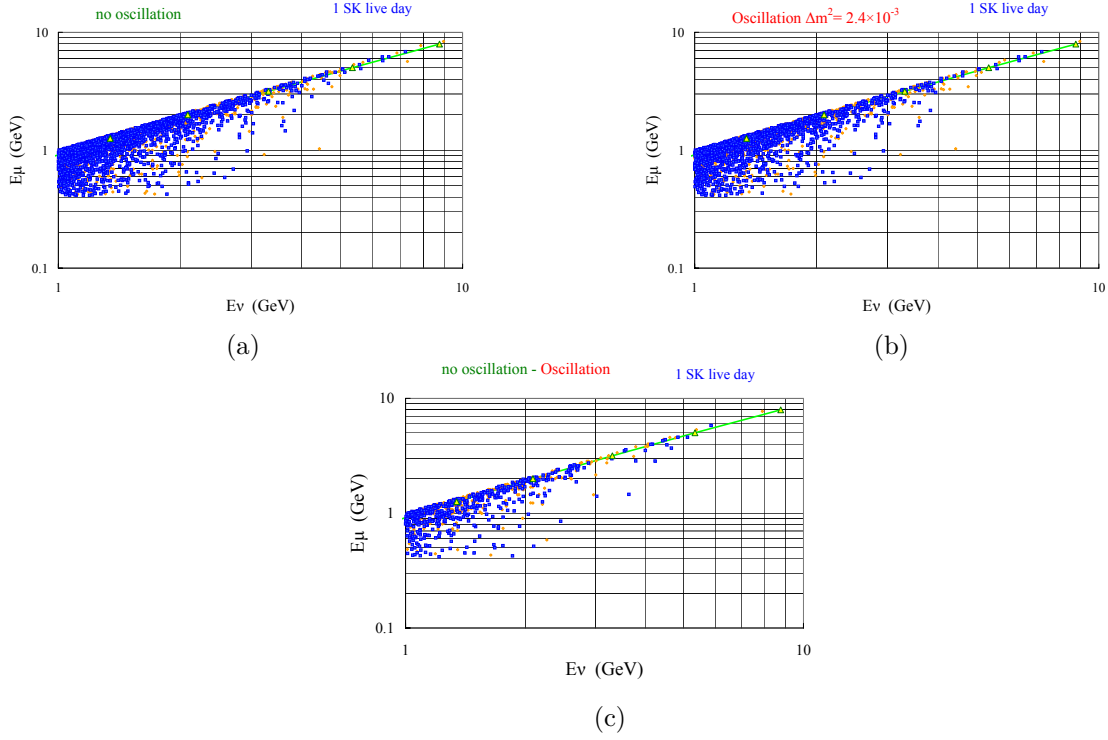 no oscillation
1 SK live day
10
1
0.1
Eμ (GeV)
1
10
Eν (GeV)
(a)
Oscillation Δm²= 2.4×10⁻³
1 SK live day
10
1
0.1
Eμ (GeV)
1
10
Eν (GeV)
(b)
no oscillation - Oscillation
1 SK live day
10
1
0.1
Eμ (GeV)
1
10
Eν (GeV)
(c)